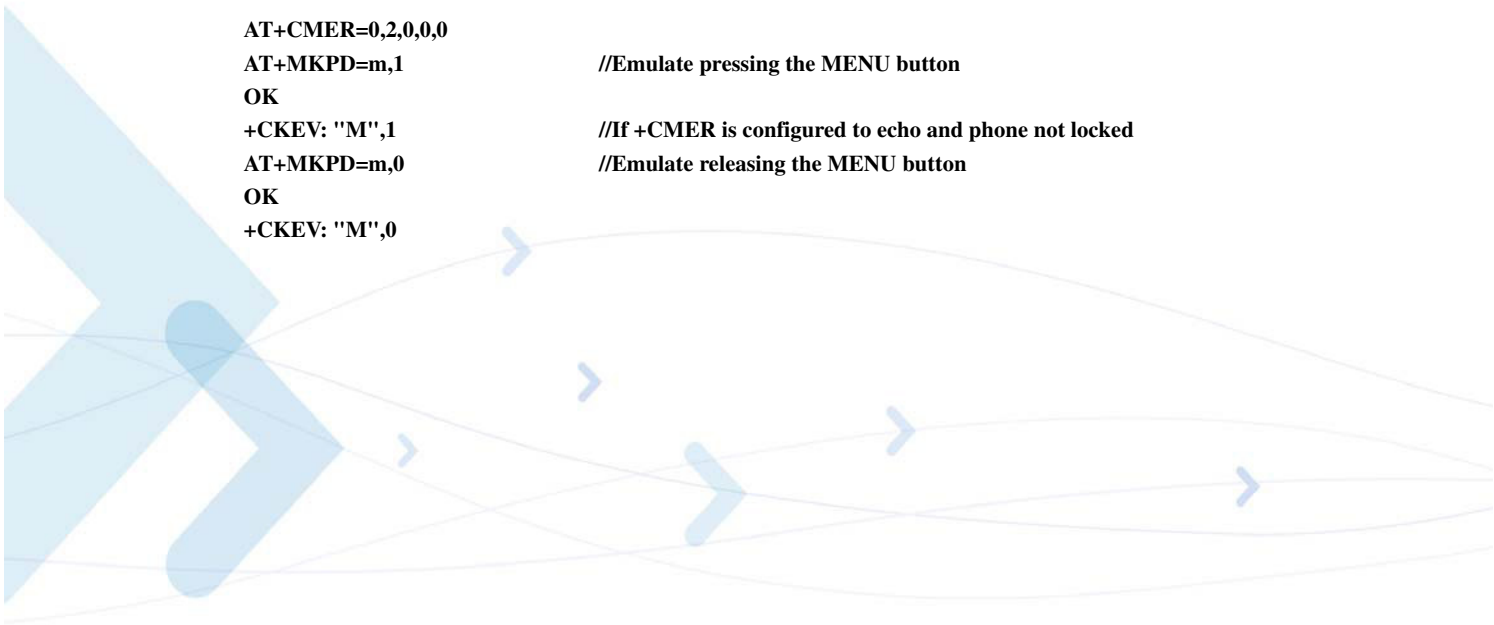 AT+CMER=0,2,0,0,0
AT+MKPD=m,1 //Emulate pressing the MENU button
OK
+CKEV: "M",1 //If +CMER is configured to echo and phone not locked
AT+MKPD=m,0 //Emulate releasing the MENU button
OK
+CKEV: "M",0